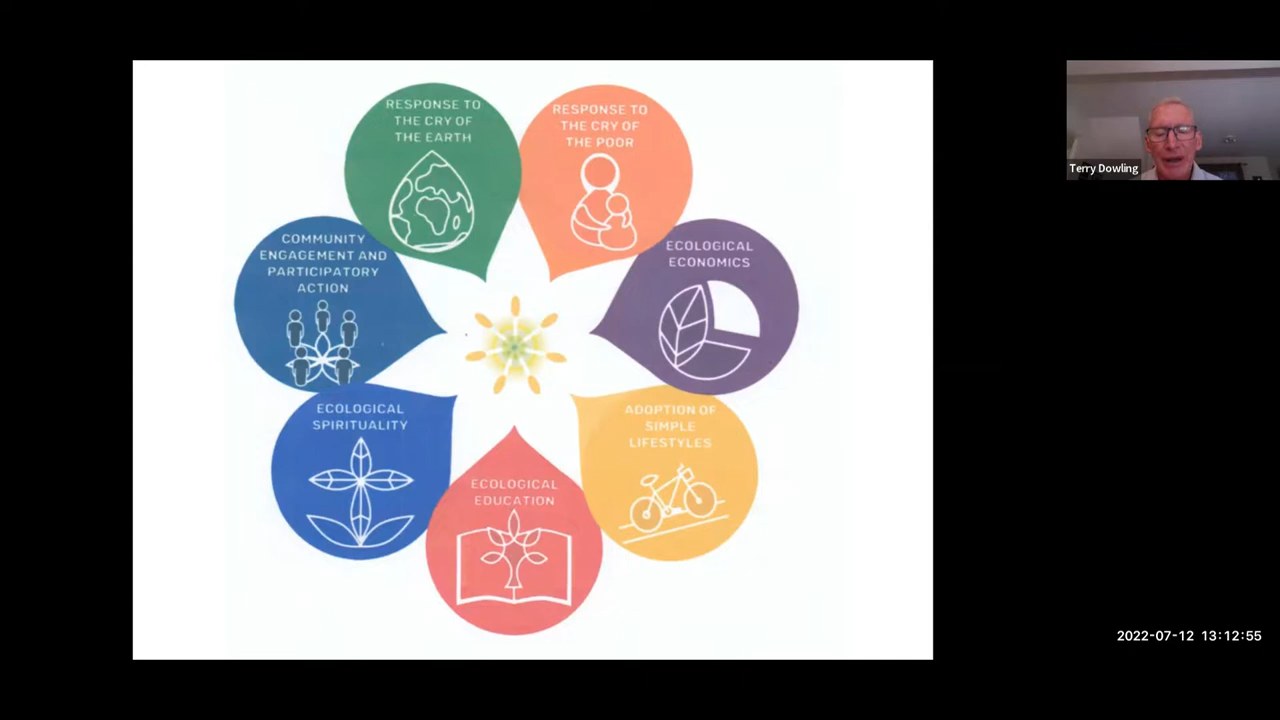 RESPONSE TO
THE CRY OF
THE EARTH
RESPONSE TO
THE CRY OF
THE POOR
COMMUNITY
ENGAGEMENT AND
PARTICIPATORY
ACTION
ECOLOGICAL
ECONOMICS
ECOLOGICAL
SPIRITUALITY
ADOPTION OF
SIMPLE
LIFESTYLES
ECOLOGICAL
EDUCATION
Terry Dowling
2022-07-12 13:12:55